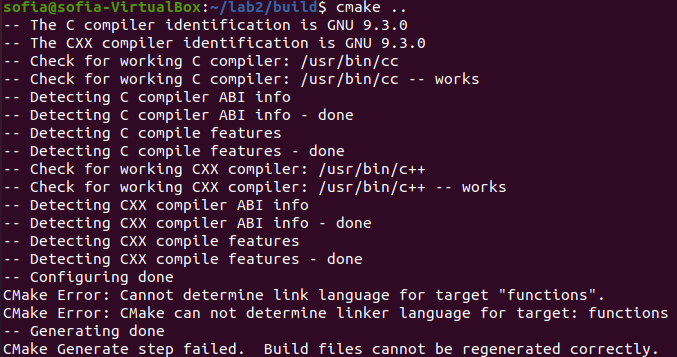 sofia@sofia-VirtualBox:~/lab2/build$ cmake ..
-- The C compiler identification is GNU 9.3.0
-- The CXX compiler identification is GNU 9.3.0
-- Check for working C compiler: /usr/bin/cc
-- Check for working C compiler: /usr/bin/cc -- works
-- Detecting C compiler ABI info
-- Detecting C compiler ABI info - done
-- Detecting C compile features
-- Detecting C compile features - done
-- Check for working CXX compiler: /usr/bin/c++
-- Check for working CXX compiler: /usr/bin/c++ -- works
-- Detecting CXX compiler ABI info
-- Detecting CXX compiler ABI info - done
-- Detecting CXX compile features
-- Detecting CXX compile features - done
-- Configuring done
CMake Error: Cannot determine link language for target "functions".
CMake Error: CMake can not determine linker language for target: functions
-- Generating done
CMake Generate step failed.  Build files cannot be regenerated correctly.